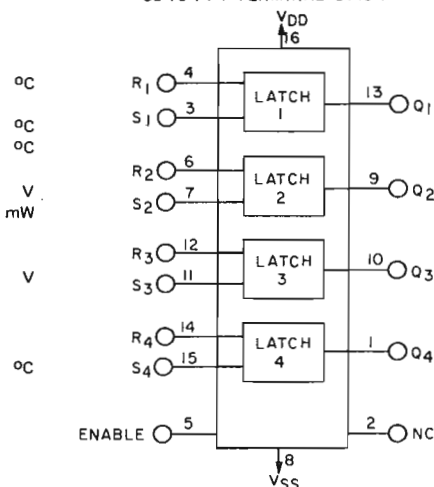 VDD
16
°C R1 4 LATCH 1 13 Q1
°C S1 3
°C
R2 6 LATCH 2 9 Q2
V S2 7
mW
R3 12 LATCH 3 10 Q3
V S3 11
R4 14 LATCH 4 1 Q4
°C S4 15
ENABLE 5 2 NC
8
VSS